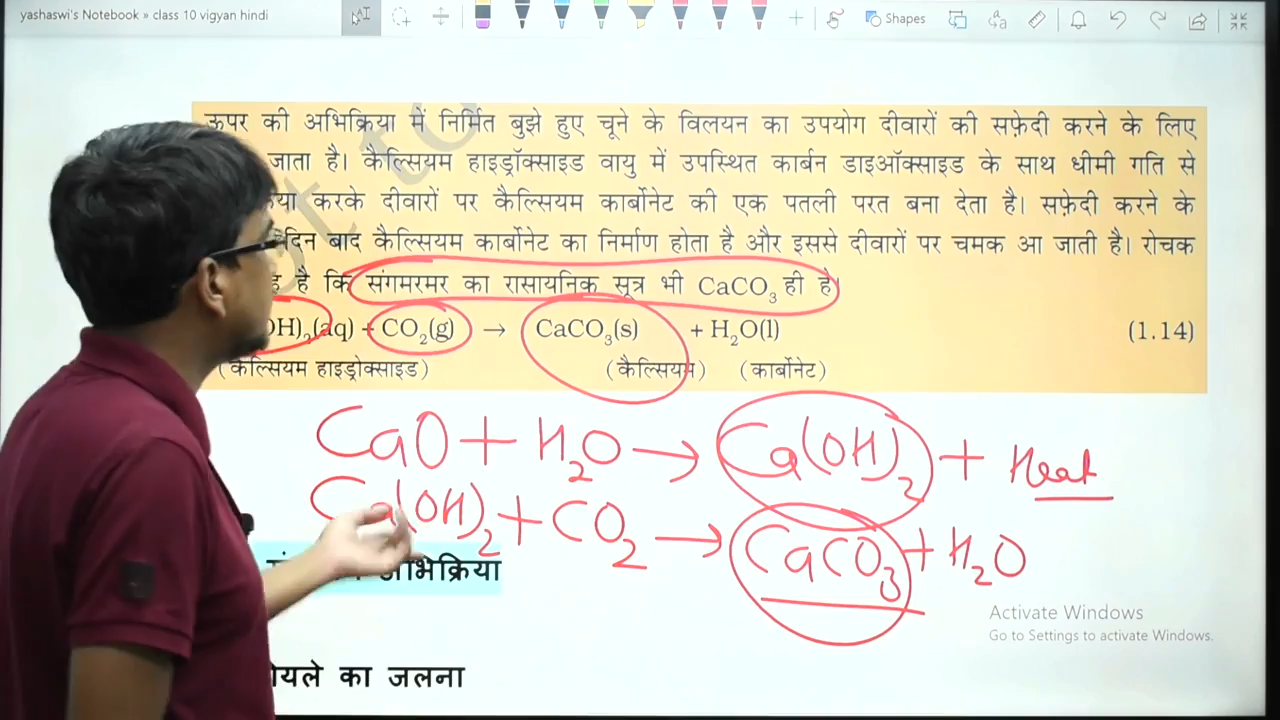 yashaswi's Notebook » class 10 vigyan hindi
Shapes
ऊपर की अभिक्रिया में निर्मित बुझे हुए चूने के विलयन का उपयोग दीवारों की सफ़ेदी करने के लिए
जाता है। कैल्सियम हाइड्रॉक्साइड वायु में उपस्थित कार्बन डाइऑक्साइड के साथ धीमी गति से
करके दीवारों पर कैल्सियम कार्बोनेट की एक पतली परत बना देता है। सफ़ेदी करने के
दिन बाद कैल्सियम कार्बोनेट का निर्माण होता है और इससे दीवारों पर चमक आ जाती है। रोचक
है कि संगमरमर का रासायनिक सूत्र भी CaCO₃ ही है।
OH)₂(aq) + CO₂(g) → CaCO₃(s) + H₂O(l) (1.14)
(कैल्सियम हाइड्रोक्साइड) (कैल्सियम) (कार्बोनेट)
CaO + H₂O → Ca(OH)₂ + Heat
Ca(OH)₂ + CO₂ → CaCO₃ + H₂O
अभिक्रिया
का जलना
Activate Windows
Go to Settings to activate Windows.